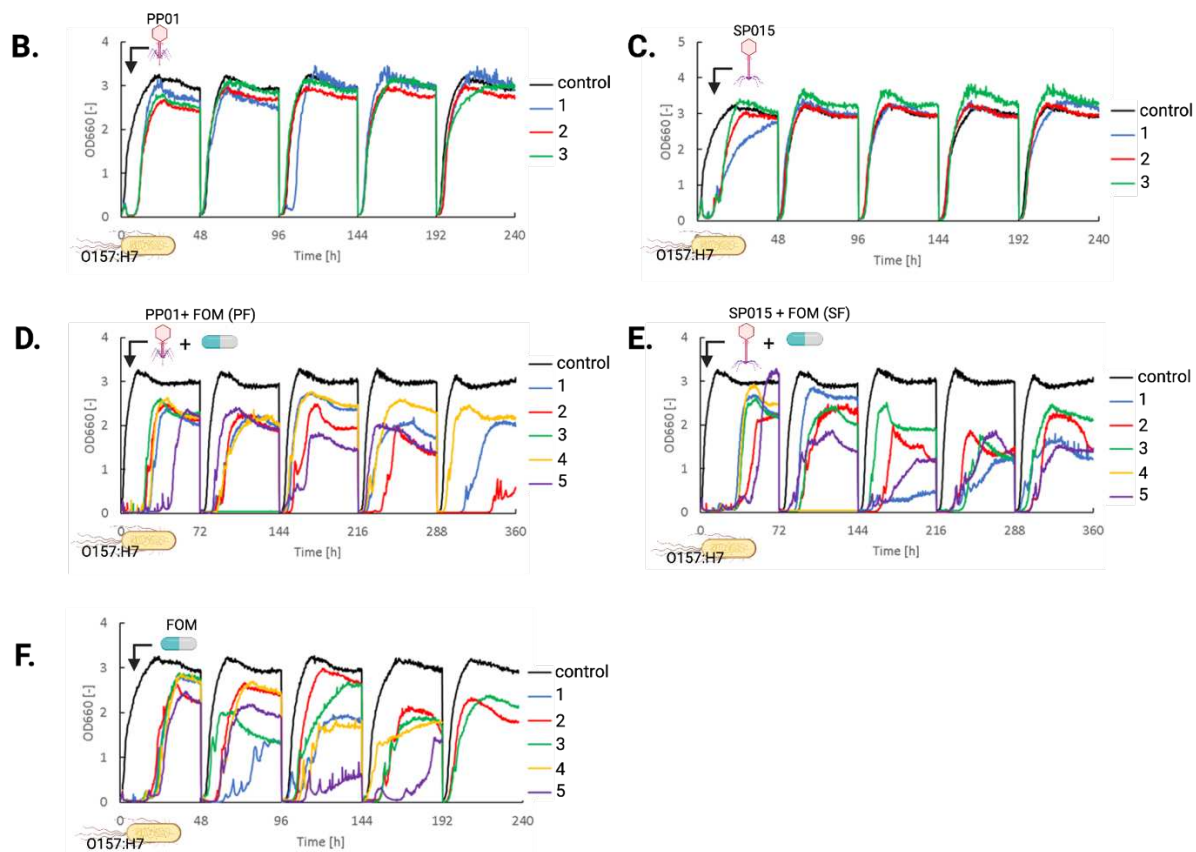 B.
PP01
4
3
2
1
0
OD660 [-]
0 48 96 144 192 240
Time [h]
O157:H7
control
1
2
3
C.
SP015
5
4
3
2
1
0
OD660 [-]
0 48 96 144 192 240
Time [h]
O157:H7
control
1
2
3
D.
PP01+ FOM (PF)
+
4
3
2
1
0
OD660 [-]
0 72 144 216 288 360
Time [h]
O157:H7
control
1
2
3
4
5
E.
SP015 + FOM (SF)
+
4
3
2
1
0
OD660 [-]
0 72 144 216 288 360
Time [h]
O157:H7
control
1
2
3
4
5
F.
FOM
4
3
2
1
0
OD660 [-]
0 48 96 144 192 240
Time [h]
O157:H7
control
1
2
3
4
5